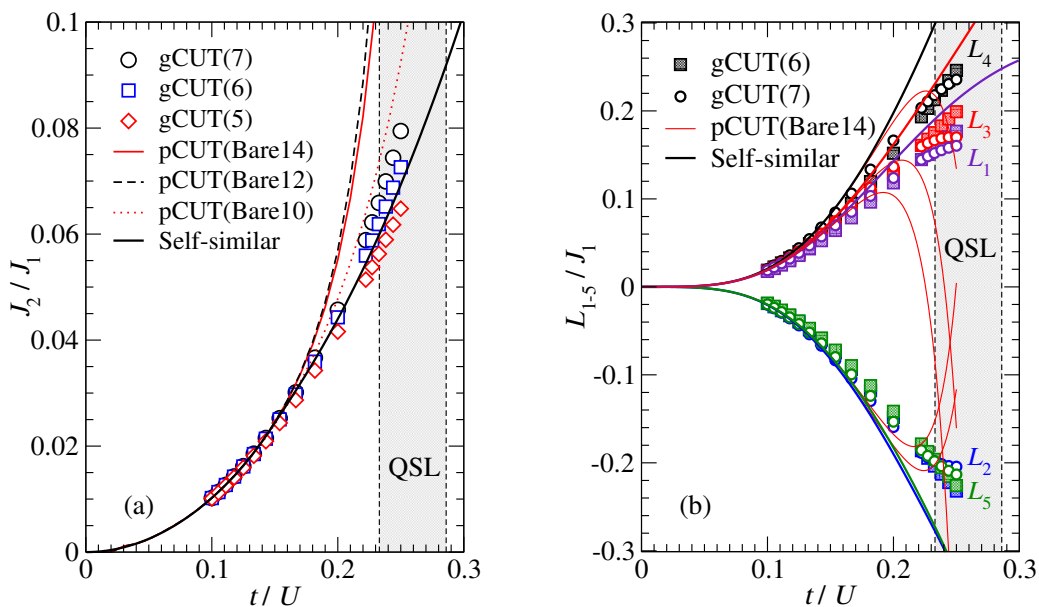 0.1
0.08
0.06
0.04
0.02
0
J2 / J1
gCUT(7)
gCUT(6)
gCUT(5)
pCUT(Bare14)
pCUT(Bare12)
pCUT(Bare10)
Self-similar
QSL
(a)
0 0.1 0.2 0.3
t / U
0.3
0.2
0.1
0
-0.1
-0.2
-0.3
L1-5 / J1
gCUT(6)
gCUT(7)
pCUT(Bare14)
Self-similar
L4
L3
L1
QSL
L2
L5
(b)
0 0.1 0.2 0.3
t / U